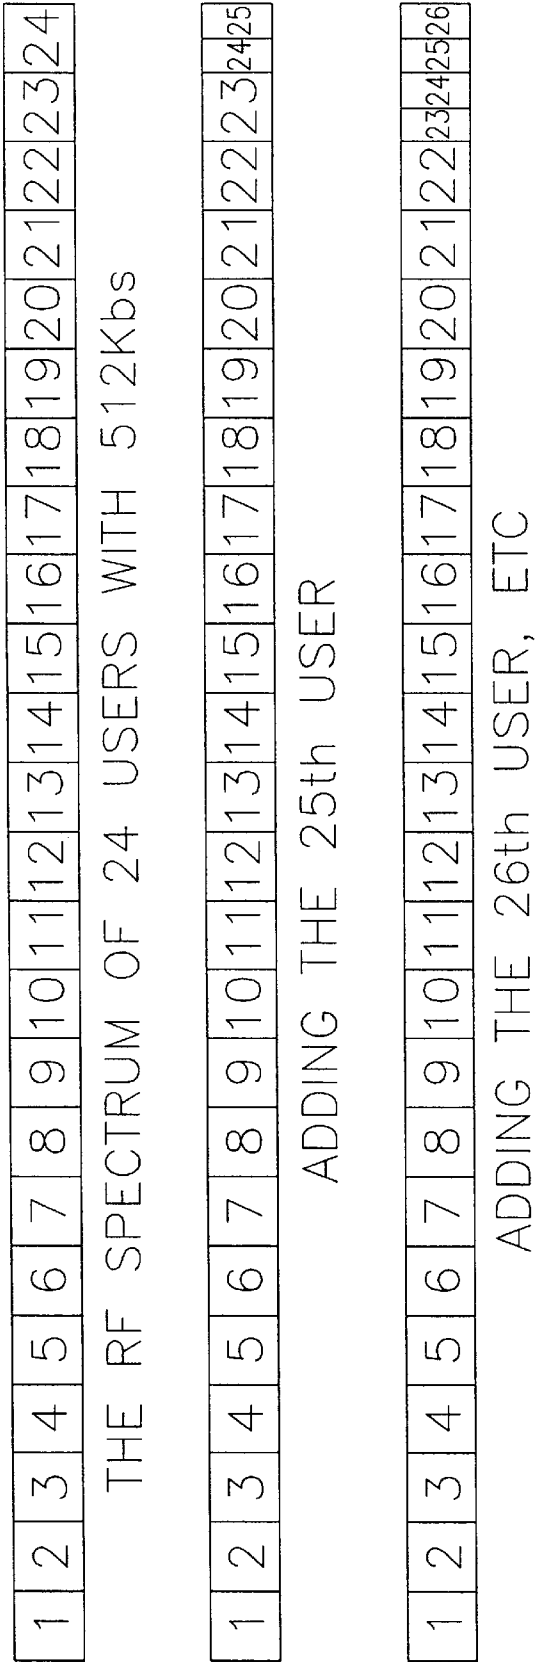 1 2 3 4 5 6 7 8 9 10 11 12 13 14 15 16 17 18 19 20 21 22 23 24
THE RF SPECTRUM OF 24 USERS WITH 512Kbs
1 2 3 4 5 6 7 8 9 10 11 12 13 14 15 16 17 18 19 20 21 22 23 24 25
ADDING THE 25th USER
1 2 3 4 5 6 7 8 9 10 11 12 13 14 15 16 17 18 19 20 21 22 23 24 25 26
ADDING THE 26th USER, ETC